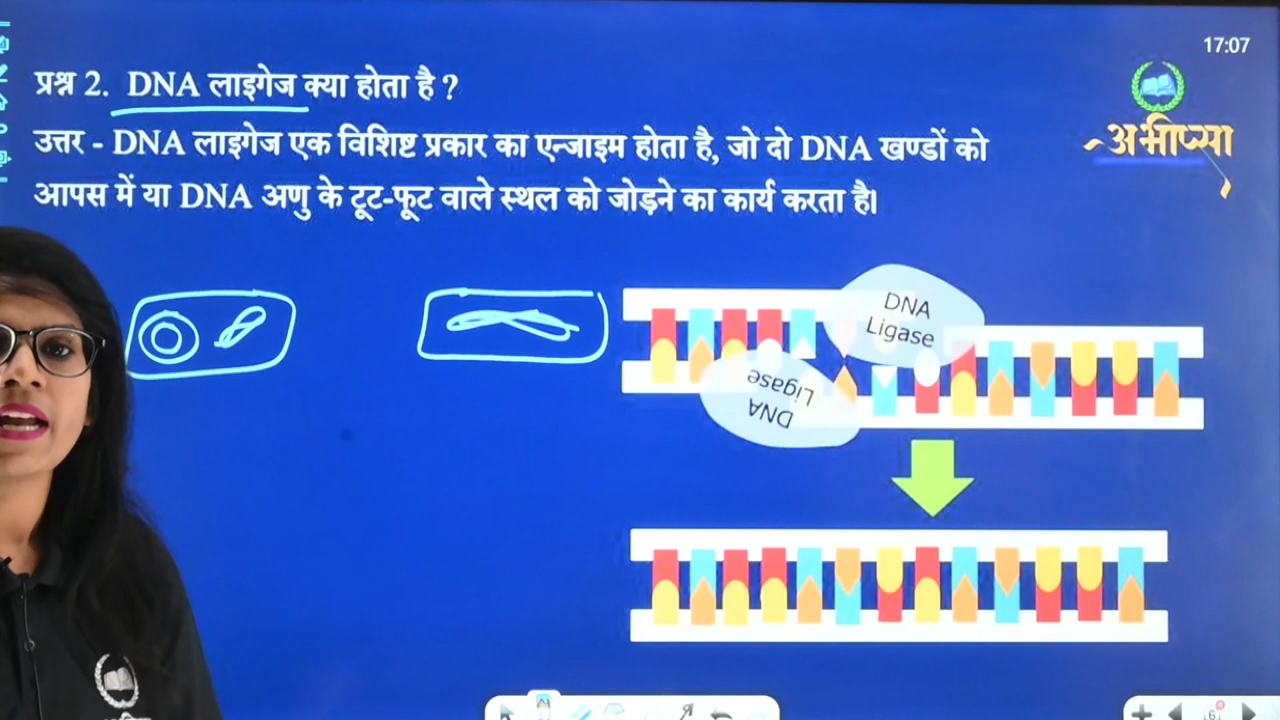 17:07
प्रश्न 2. DNA लाइगेज क्या होता है ?
उत्तर - DNA लाइगेज एक विशिष्ट प्रकार का एन्जाइम होता है, जो दो DNA खण्डों को
आपस में या DNA अणु के टूट-फूट वाले स्थल को जोड़ने का कार्य करता है।
अभीप्सा
DNA
Ligase
DNA
Ligase